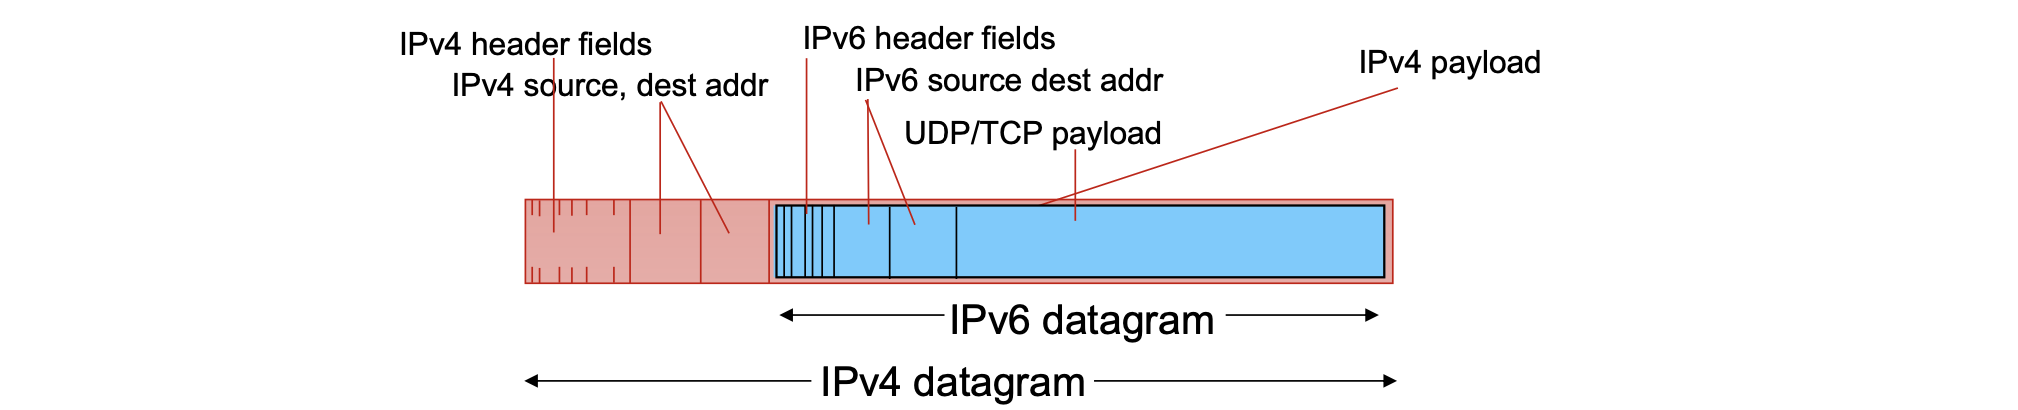 IPv4 header fields
IPv4 source, dest addr
IPv6 header fields
IPv6 source dest addr
UDP/TCP payload
IPv4 payload
IPv6 datagram
IPv4 datagram